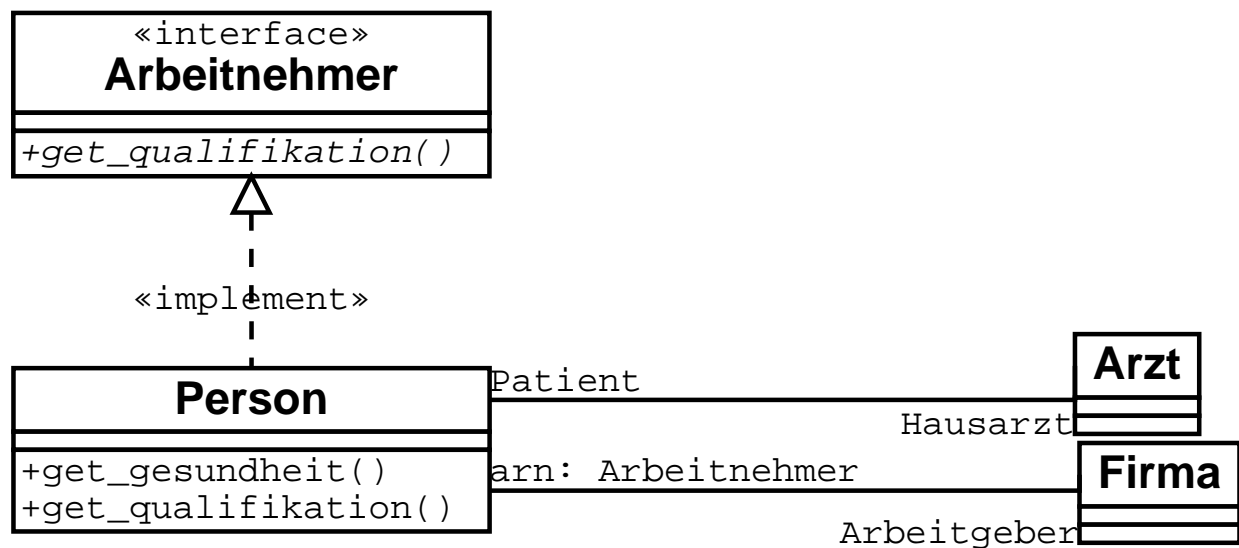 «interface»
Arbeitnehmer
+get_qualifikation()
«implement»
Person
+get_gesundheit()
+get_qualifikation()
Patient
Hausarzt
Arzt
arn: Arbeitnehmer
Arbeitgeber
Firma